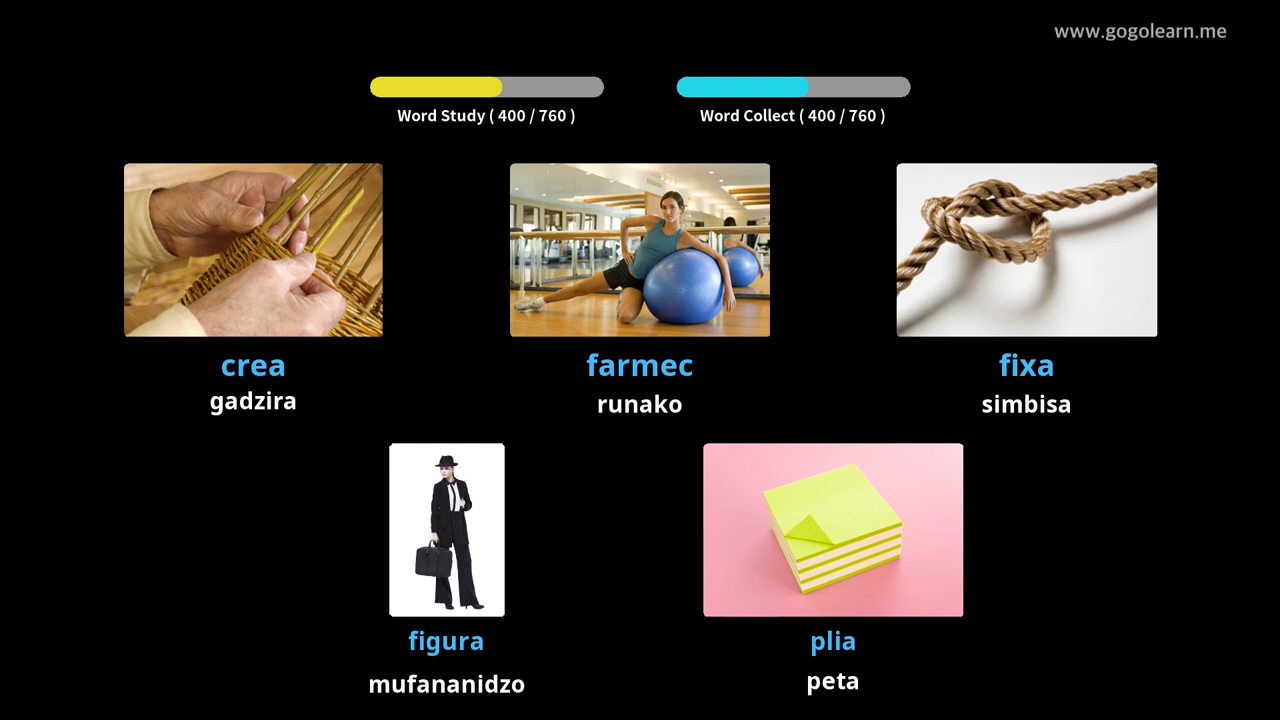 www.gogolearn.me
Word Study ( 400 / 760 )
Word Collect ( 400 / 760 )
crea
gadzira
farmec
runako
fixa
simbisa
figura
mufananidzo
plia
peta